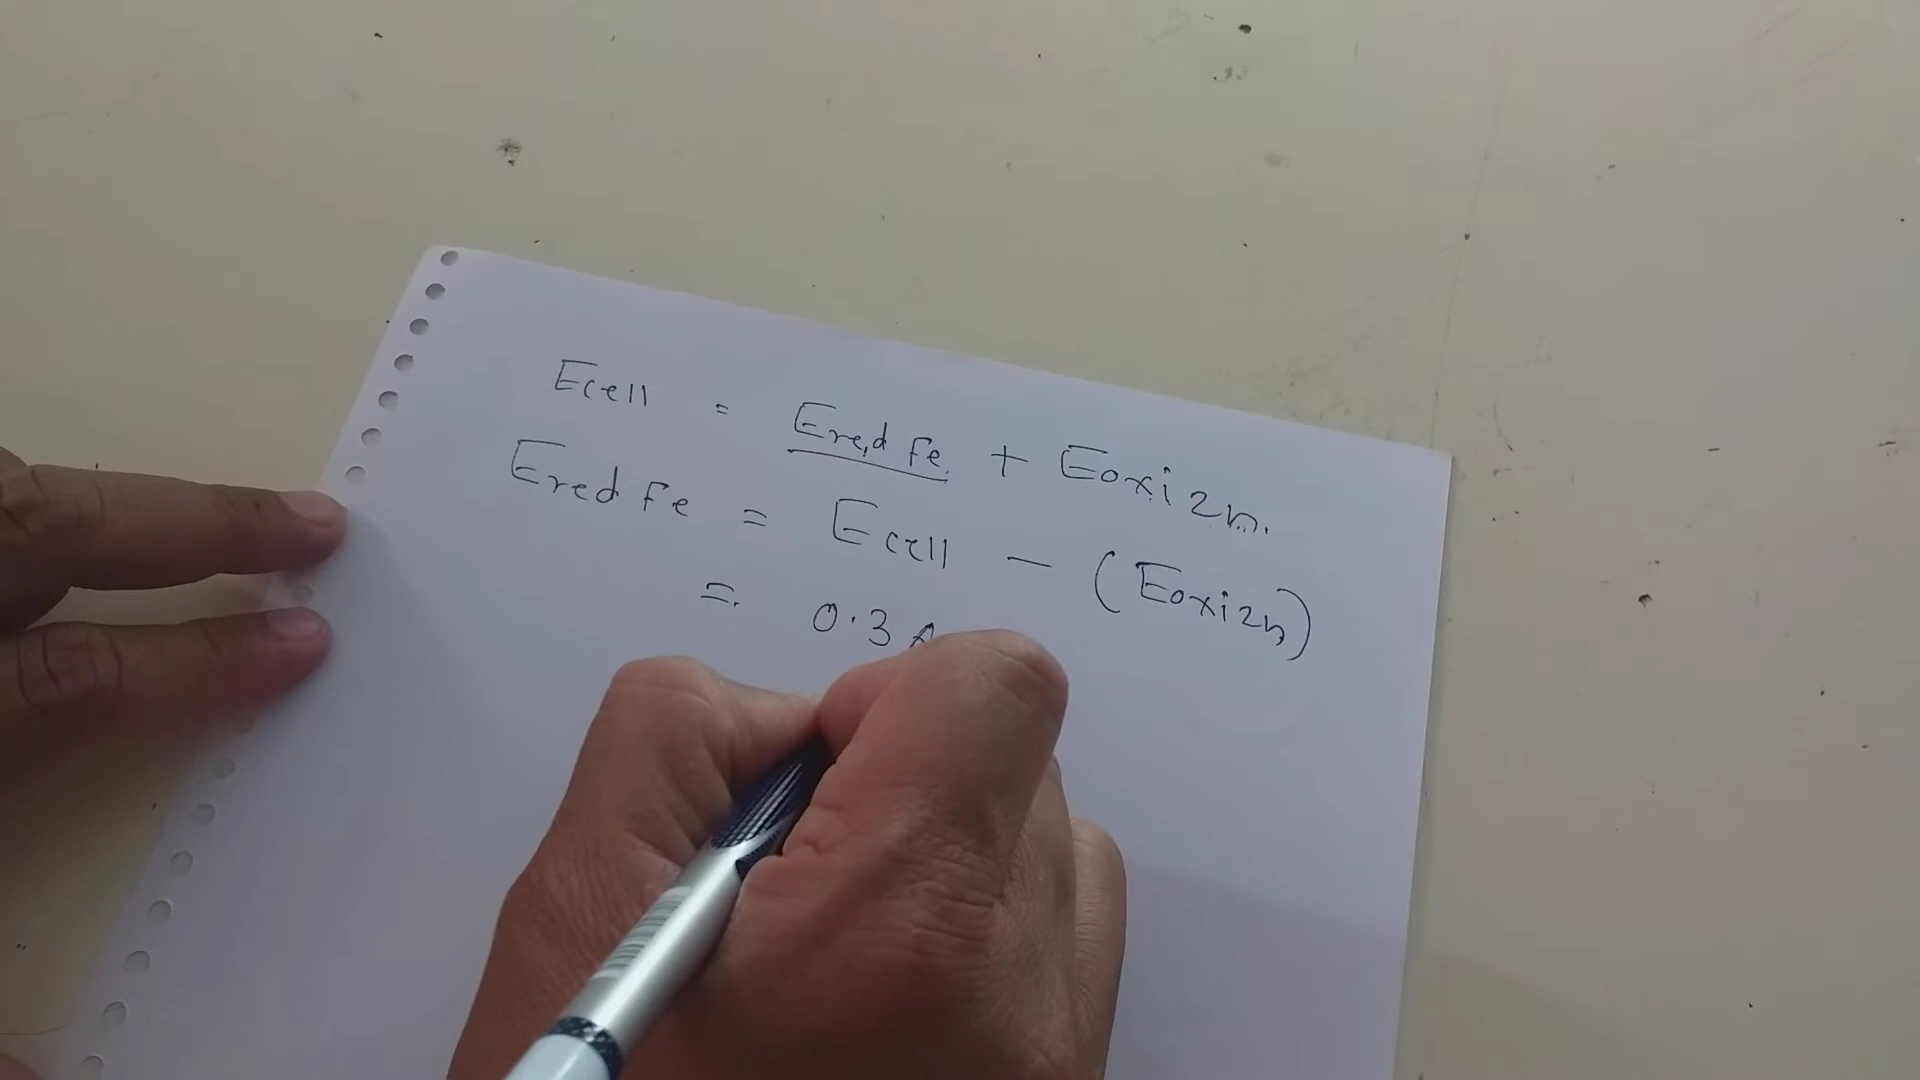 Ecell = Ered Fe + Eoxi Zn.
Ered Fe = Ecell - (Eoxi Zn)
= 0.3